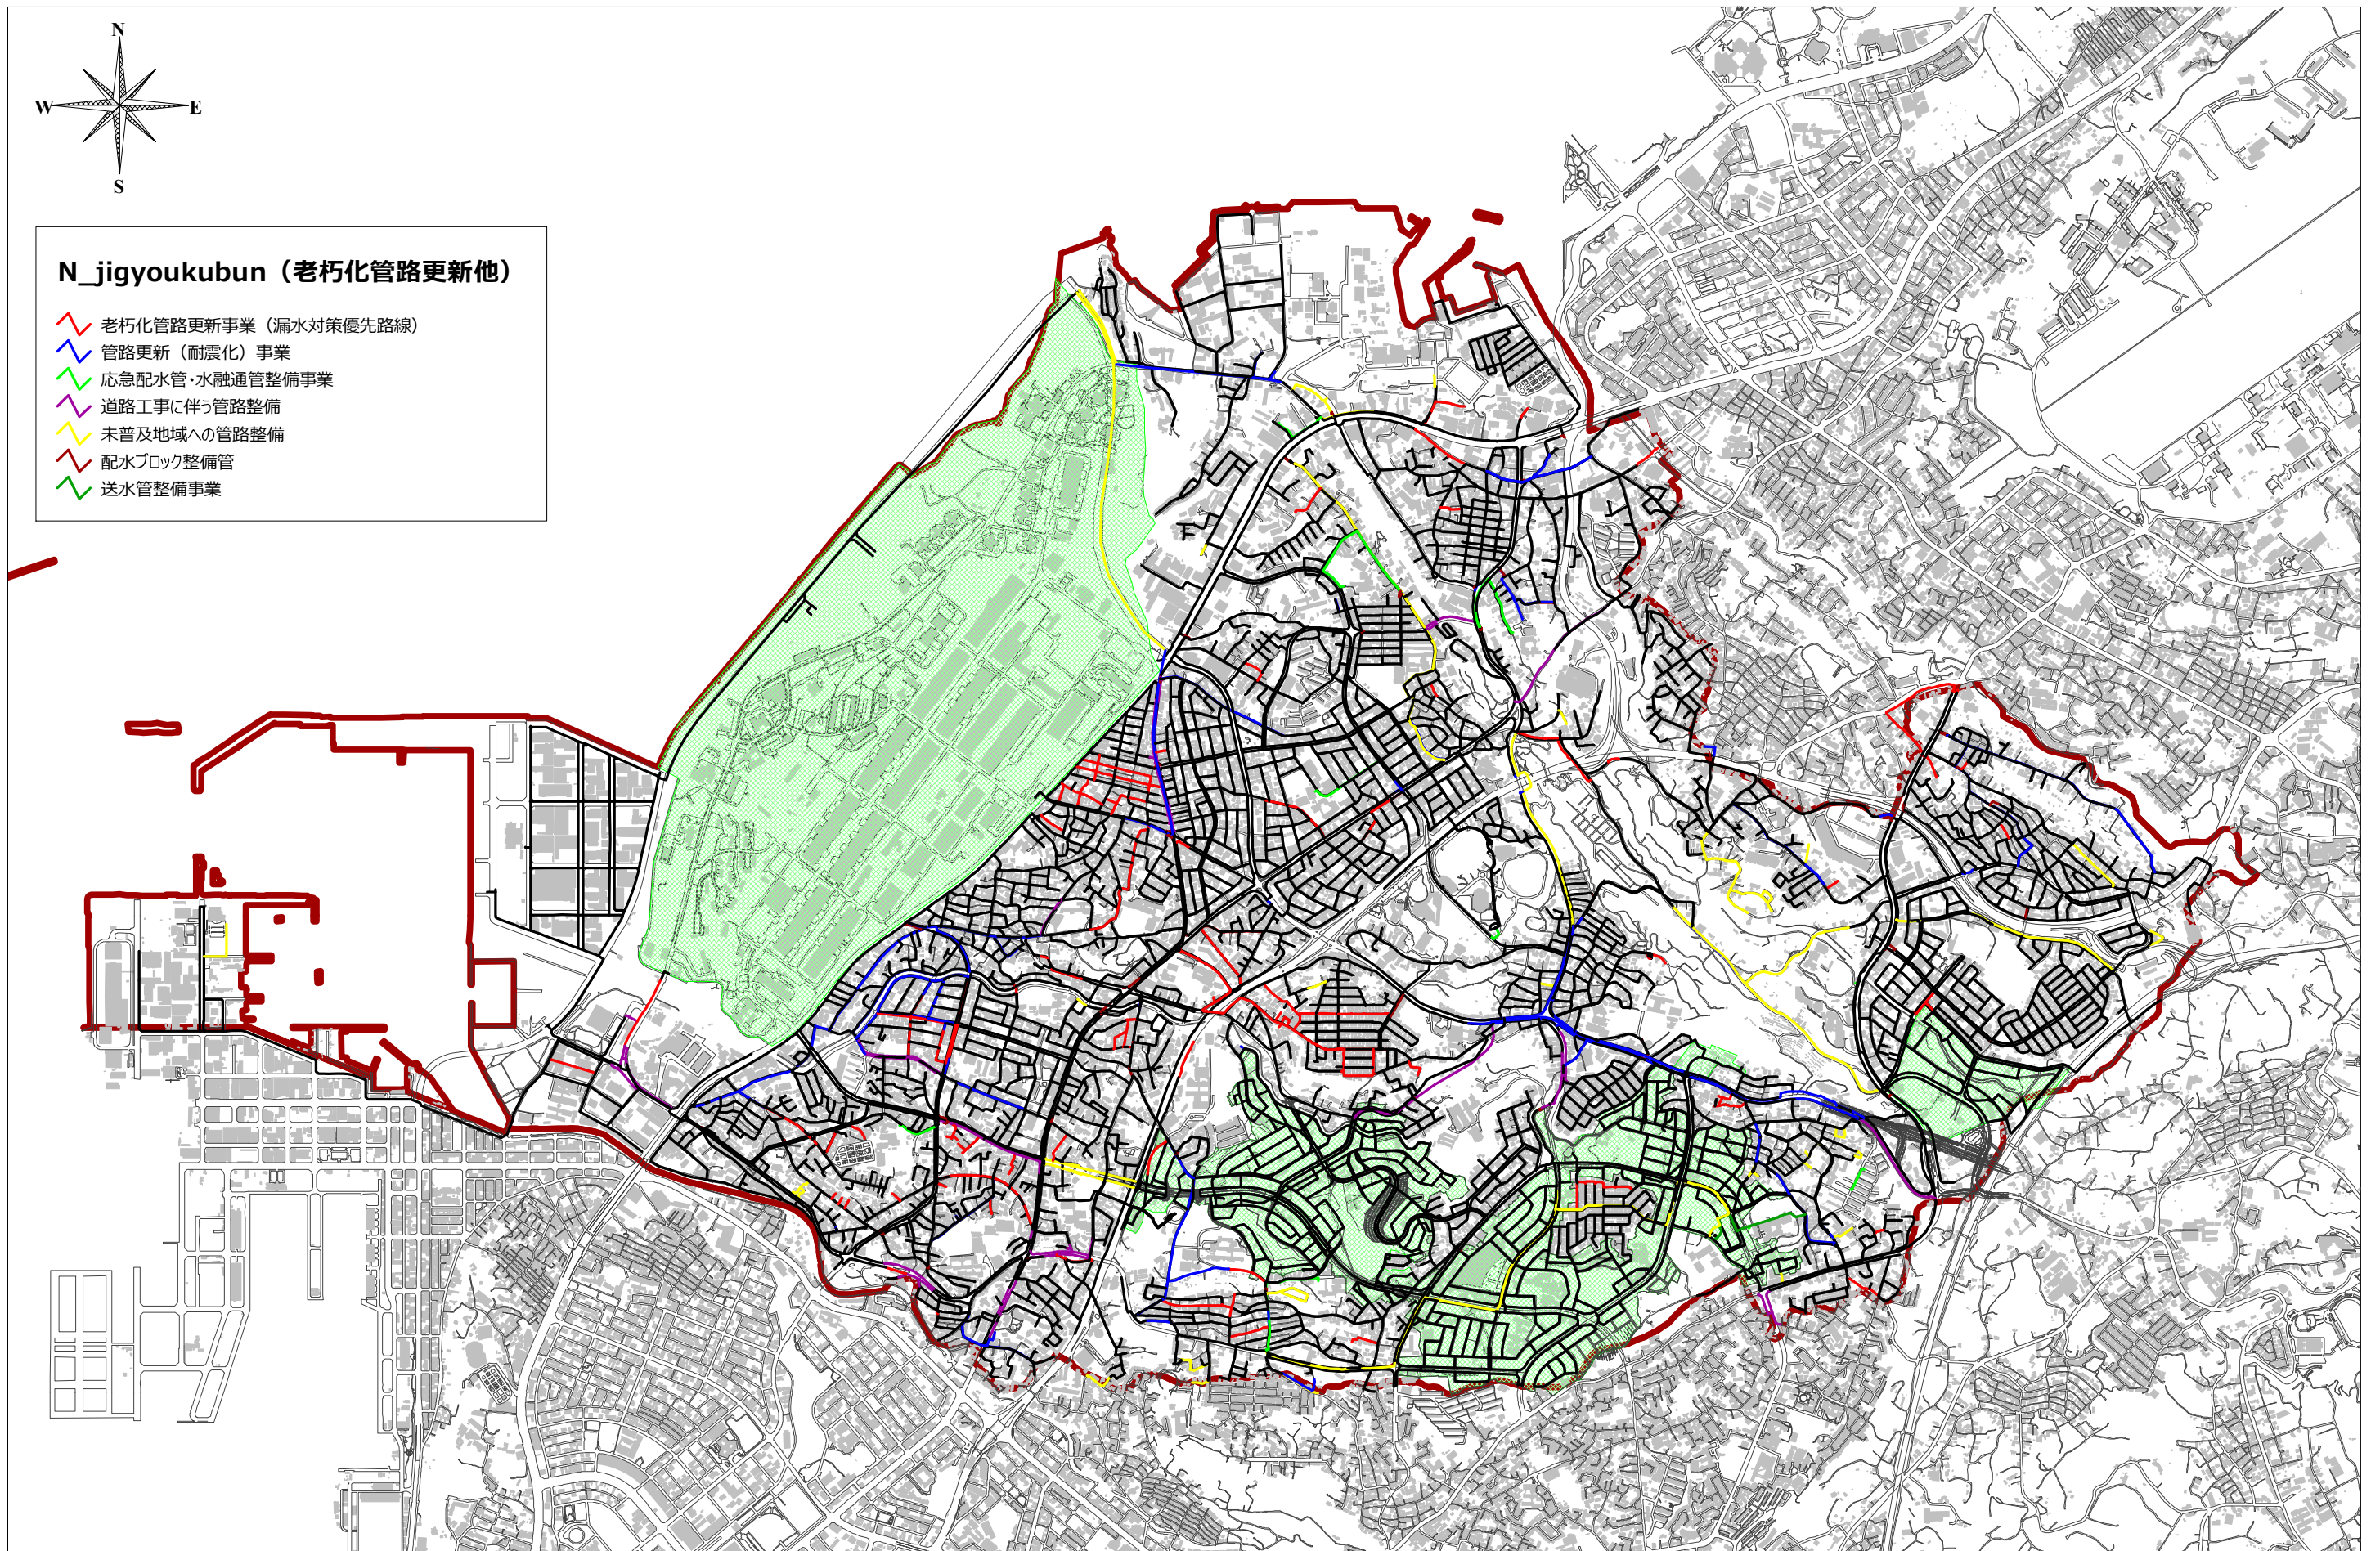 N
W
E
S
N_jigyoukubun（老朽化管路更新他）
老朽化管路更新事業（漏水対策優先路線）
管路更新（耐震化）事業
応急配水管・水融通管整備事業
道路工事に伴う管路整備
未普及地域への管路整備
配水ブロック整備管
送水管整備事業